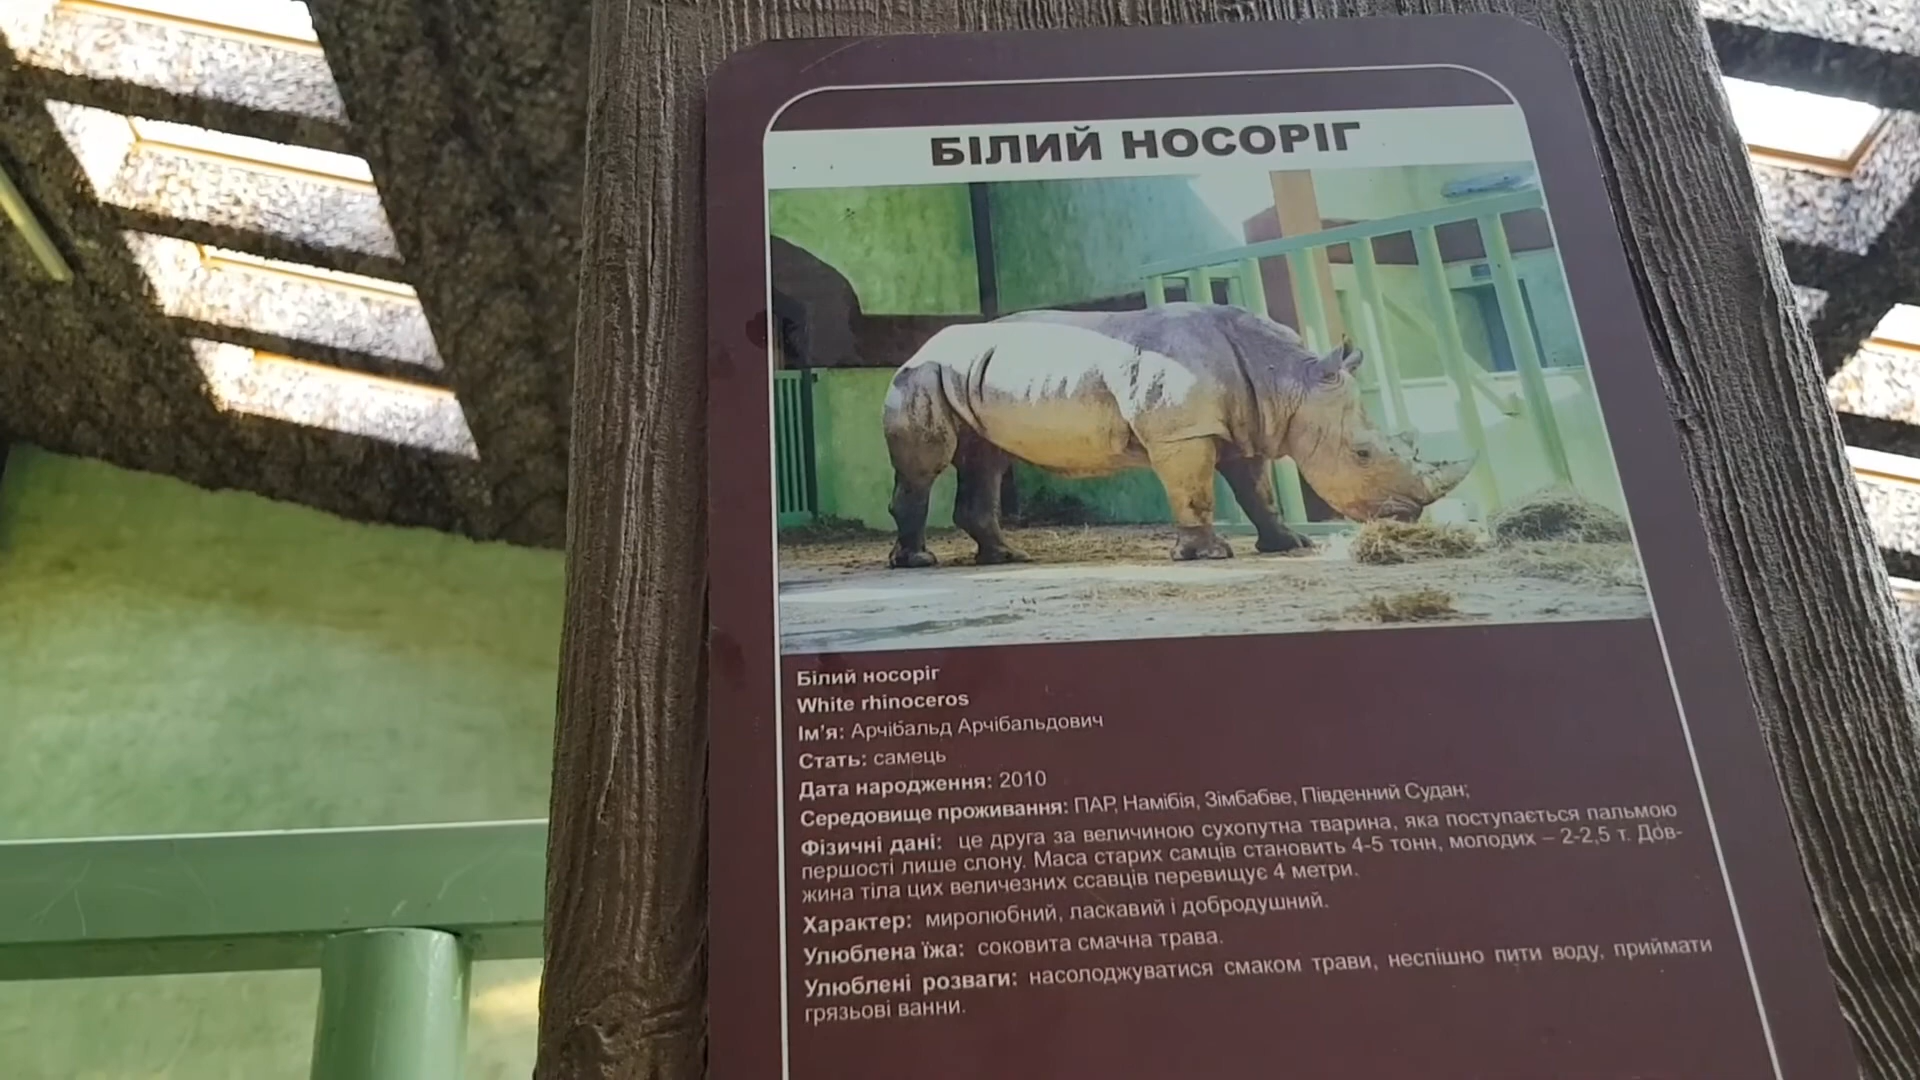 БІЛИЙ НОСОРІГ
Білий носоріг
White rhinoceros
Ім'я: Арчібальд Арчібальдович
Стать: самець
Дата народження: 2010
Середовище проживання: ПАР, Намібія, Зімбабве, Південний Судан;
Фізичні дані: це друга за величиною сухопутна тварина, яка поступається пальмою
першості лише слону. Маса старих самців становить 4-5 тонн, молодих – 2-2,5 т. Дов-
жина тіла цих величезних ссавців перевищує 4 метри.
Характер: миролюбний, ласкавий і добродушний.
Улюблена їжа: соковита смачна трава.
Улюблені розваги: насолоджуватися смаком трави, неспішно пити воду, приймати
грязьові ванни.